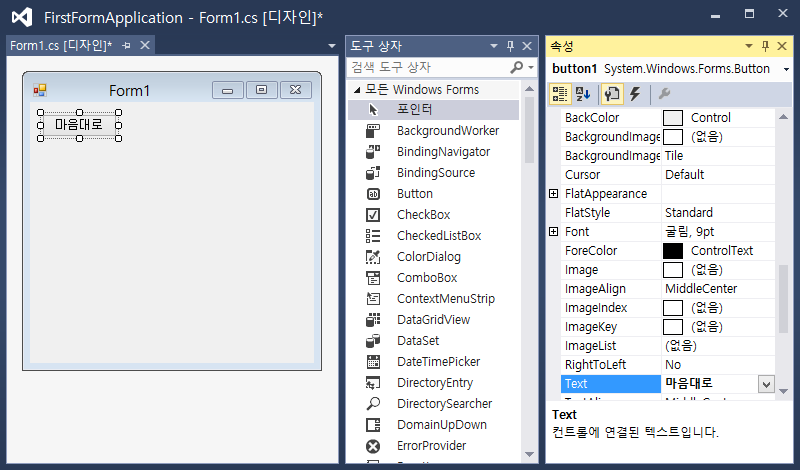 FirstFormApplication - Form1.cs [디자인]*
Form1.cs [디자인]*
Form1
마음대로
도구 상자
검색 도구 상자
모든 Windows Forms
포인터
BackgroundWorker
BindingNavigator
BindingSource
Button
CheckBox
CheckedListBox
ColorDialog
ComboBox
ContextMenuStrip
DataGridView
DataSet
DateTimePicker
DirectoryEntry
DirectorySearcher
DomainUpDown
ErrorProvider
속성
button1 System.Windows.Forms.Button
BackColor Control
BackgroundImage (없음)
BackgroundImage Tile
Cursor Default
FlatAppearance
FlatStyle Standard
Font 굴림, 9pt
ForeColor ControlText
Image (없음)
ImageAlign MiddleCenter
ImageIndex (없음)
ImageKey (없음)
ImageList (없음)
RightToLeft No
Text 마음대로
Text
컨트롤에 연결된 텍스트입니다.